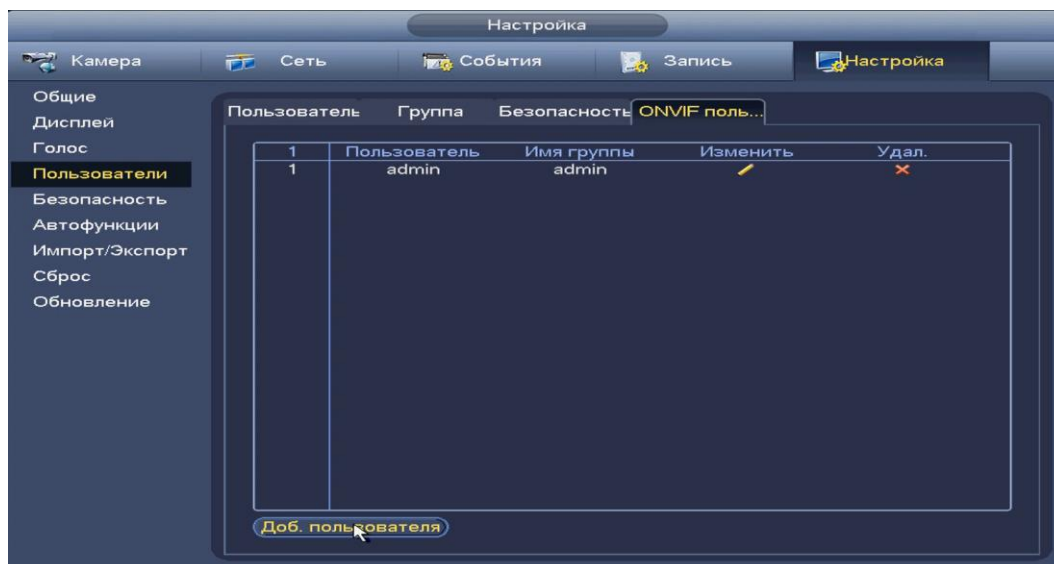 Настройка
Камера Сеть События Запись Настройка
Общие
Дисплей
Голос
Пользователи
Безопасность
Автофункции
Импорт/Экспорт
Сброс
Обновление
Пользователь Группа Безопасность ONVIF поль...
1 Пользователь Имя группы Изменить Удал.
1 admin admin
Доб. пользователя